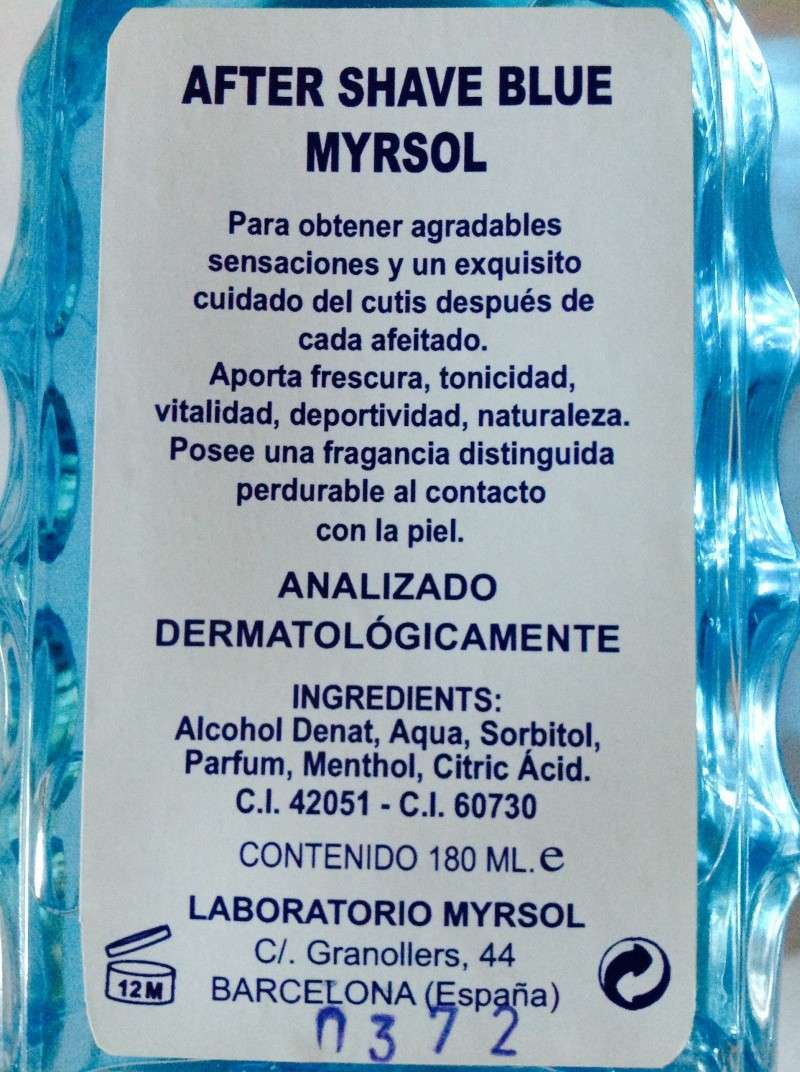 AFTER SHAVE BLUE
MYRSOL
Para obtener agradables
sensaciones y un exquisito
cuidado del cutis después de
cada afeitado.
Aporta frescura, tonicidad,
vitalidad, deportividad, naturaleza.
Posee una fragancia distinguida
perdurable al contacto
con la piel.
ANALIZADO
DERMATOLÓGICAMENTE
INGREDIENTS:
Alcohol Denat, Aqua, Sorbitol,
Parfum, Menthol, Citric Ácid.
C.I. 42051 - C.I. 60730
CONTENIDO 180 ML. e
LABORATORIO MYRSOL
C/. Granollers, 44
12 M BARCELONA (España)
0372